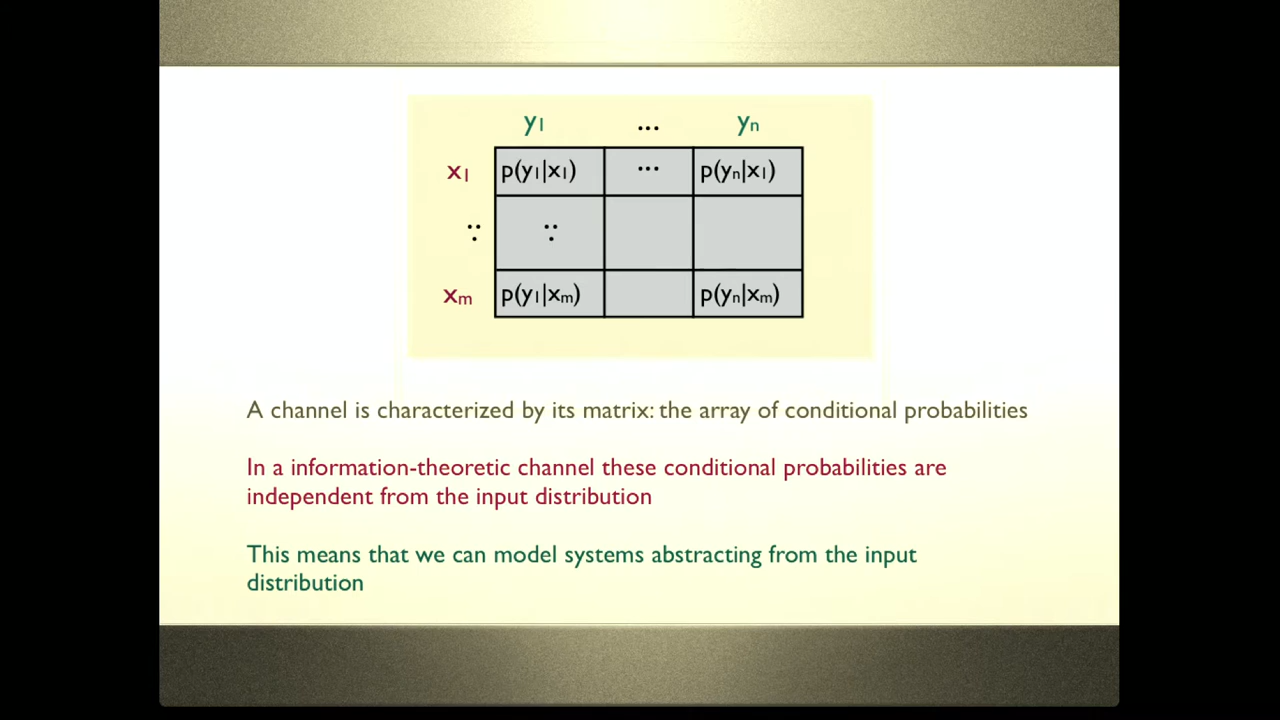 y1 ... yn
x1 p(y1|x1) ... p(yn|x1)
xm p(y1|xm) p(yn|xm)
A channel is characterized by its matrix: the array of conditional probabilities
In a information-theoretic channel these conditional probabilities are
independent from the input distribution
This means that we can model systems abstracting from the input
distribution